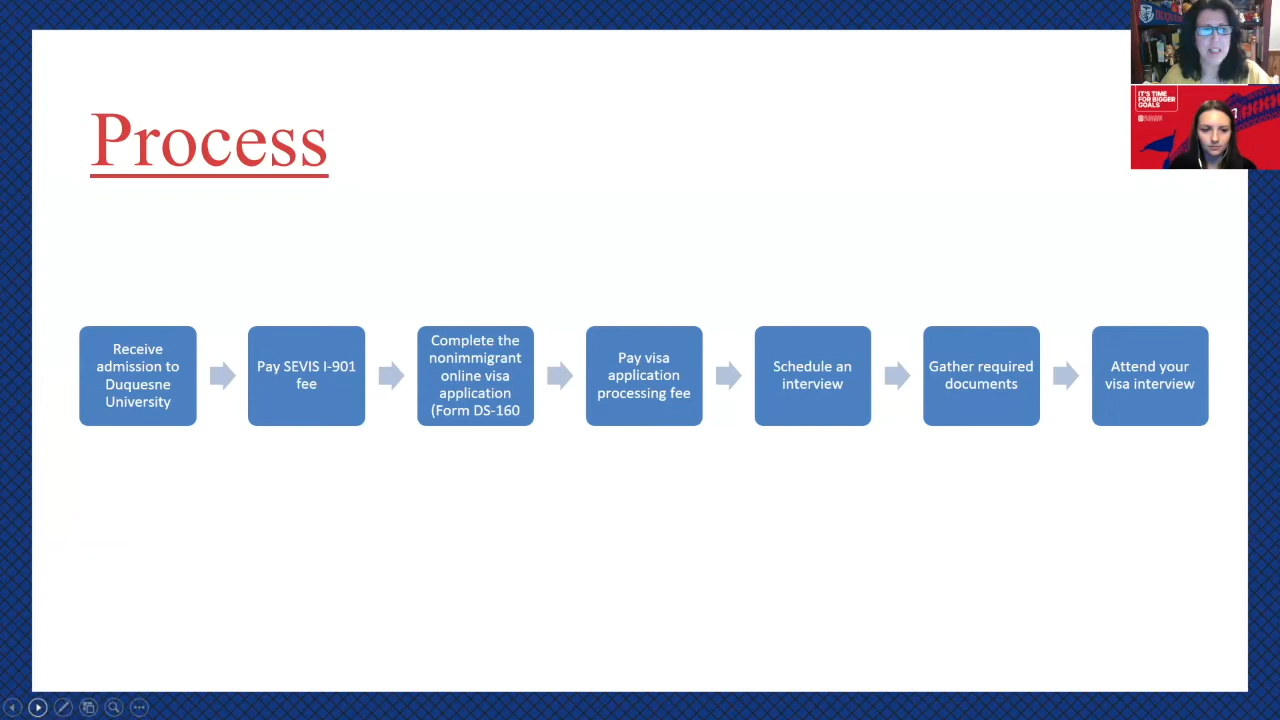 IT'S TIME
FOR BIGGER
GOALS
Process
Receive
admission to
Duquesne
University
Pay SEVIS I-901
fee
Complete the
nonimmigrant
online visa
application
(Form DS-160
Pay visa
application
processing fee
Schedule an
interview
Gather required
documents
Attend your
visa interview